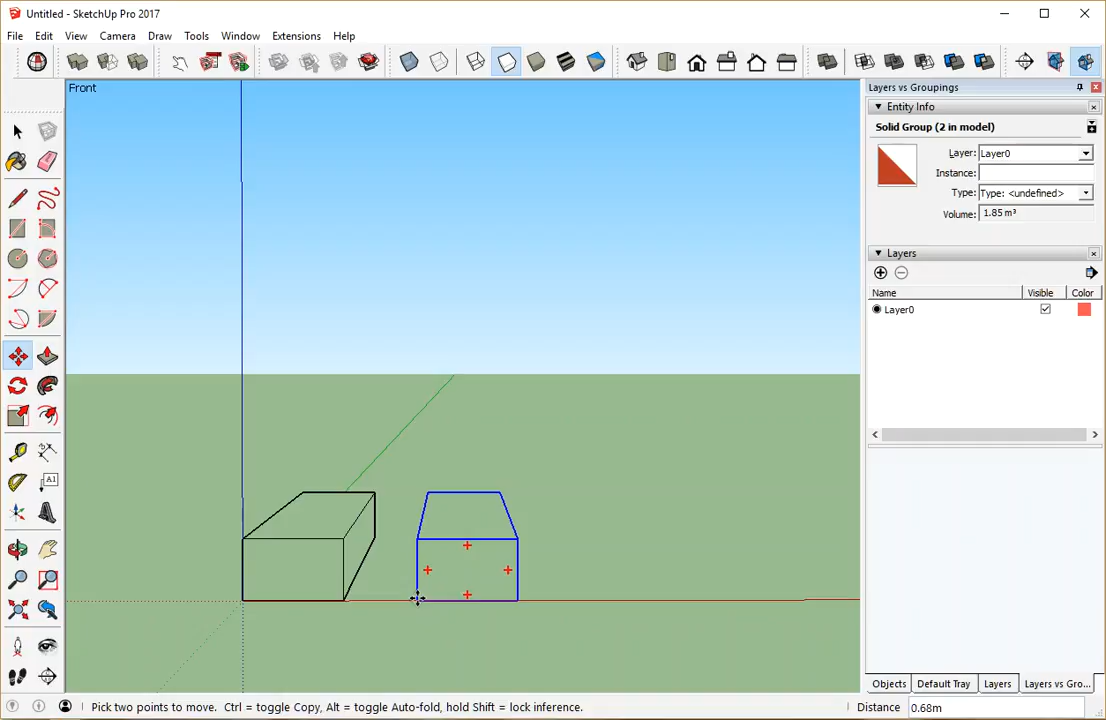 Untitled - SketchUp Pro 2017
File Edit View Camera Draw Tools Window Extensions Help
Front
Layers vs Groupings
Entity Info
Solid Group (2 in model)
Layer: Layer0
Instance:
Type: Type: <undefined>
Volume: 1.85 m³
Layers
Name Visible Color
Layer0
A1
Objects Default Tray Layers Layers vs Gro...
Pick two points to move. Ctrl = toggle Copy, Alt = toggle Auto-fold, hold Shift = lock inference.
Distance 0.68m